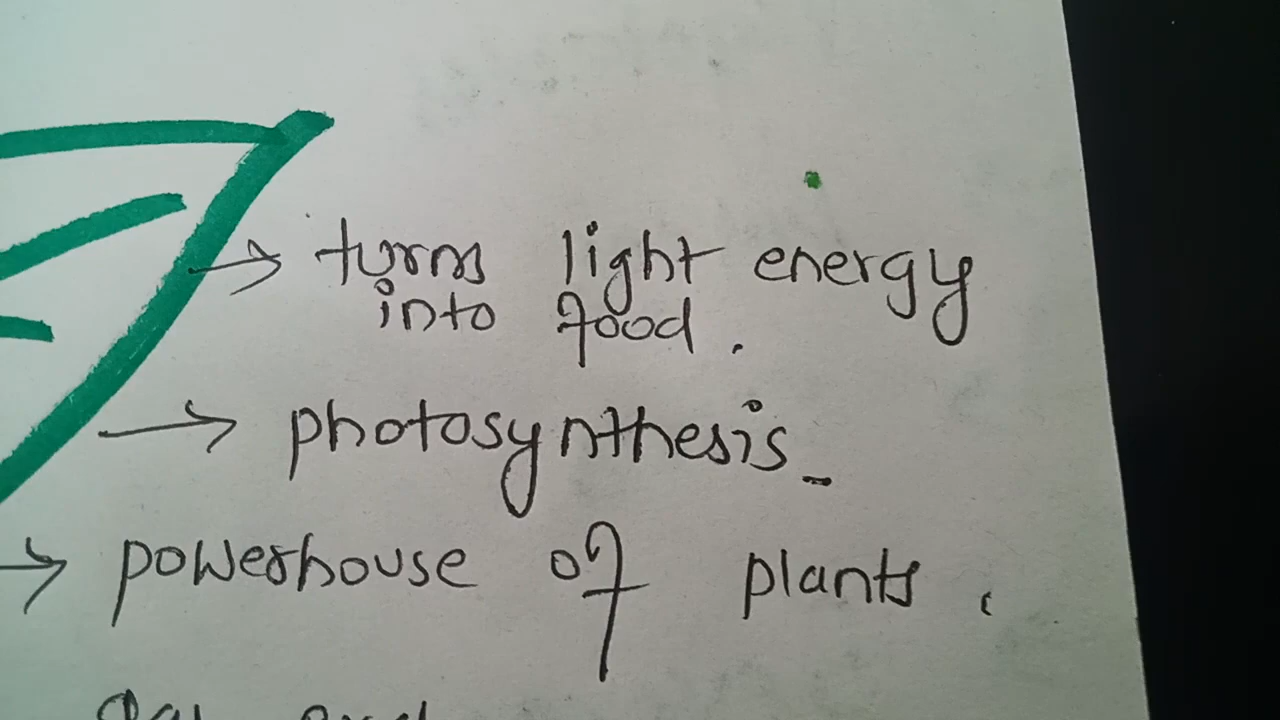 → turns light energy
into food.
→ photosynthesis
→ powerhouse of plants.